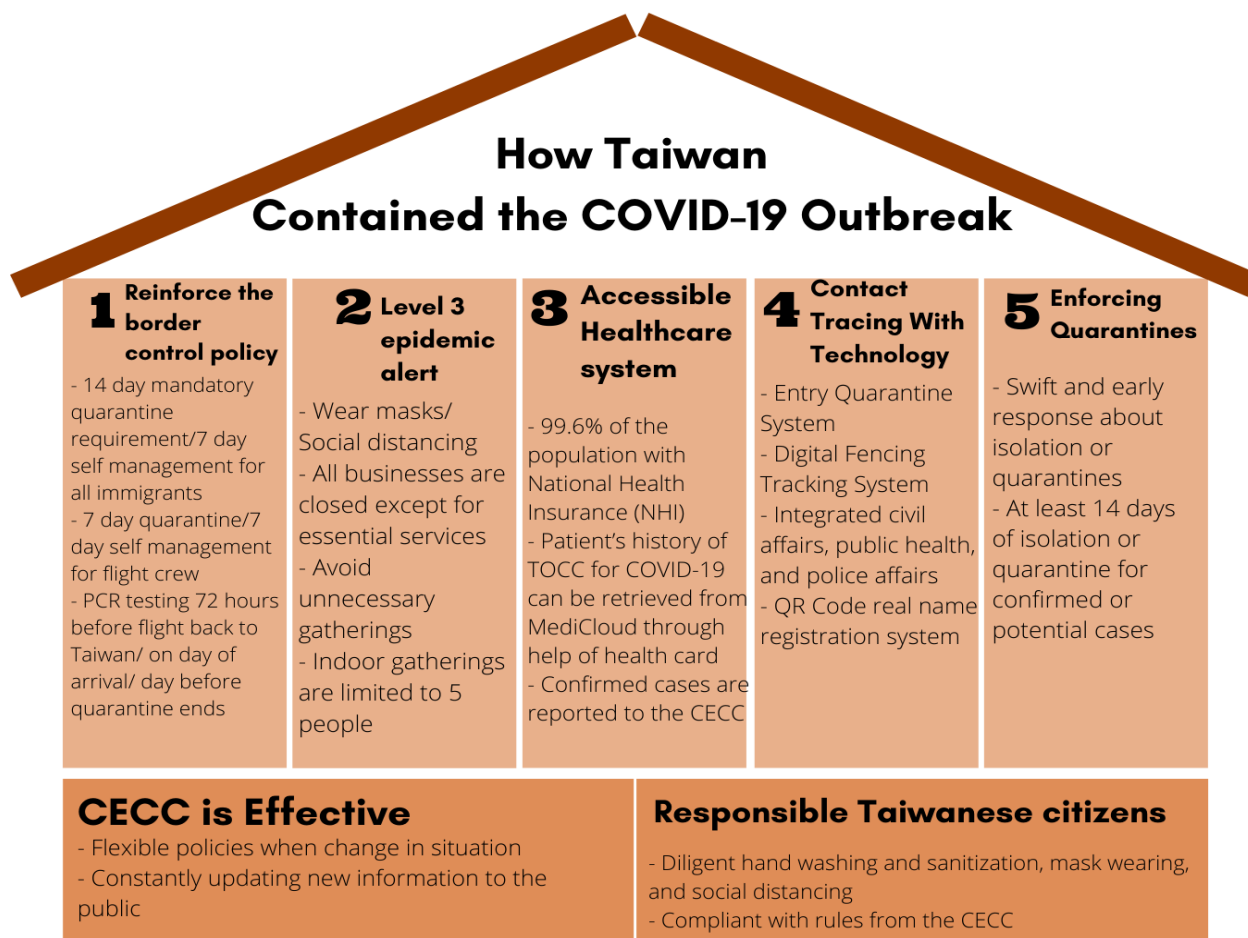 How Taiwan
Contained the COVID-19 Outbreak
1 Reinforce the
border
control policy
- 14 day mandatory
quarantine
requirement/7 day
self management for
all immigrants
- 7 day quarantine/7
day self management
for flight crew
- PCR testing 72 hours
before flight back to
Taiwan/ on day of
arrival/ day before
quarantine ends
2 Level 3
epidemic
alert
- Wear masks/
Social distancing
- All businesses are
closed except for
essential services
- Avoid
unnecessary
gatherings
- Indoor gatherings
are limited to 5
people
3 Accessible
Healthcare
system
- 99.6% of the
population with
National Health
Insurance (NHI)
- Patient’s history of
TOCC for COVID-19
can be retrieved from
MediCloud through
help of health card
- Confirmed cases are
reported to the CECC
4 Contact
Tracing With
Technology
- Entry Quarantine
System
- Digital Fencing
Tracking System
- Integrated civil
affairs, public health,
and police affairs
- QR Code real name
registration system
5 Enforcing
Quarantines
- Swift and early
response about
isolation or
quarantines
- At least 14 days
of isolation or
quarantine for
confirmed or
potential cases
CECC is Effective
- Flexible policies when change in situation
- Constantly updating new information to the
public
Responsible Taiwanese citizens
- Diligent hand washing and sanitization, mask wearing,
and social distancing
- Compliant with rules from the CECC